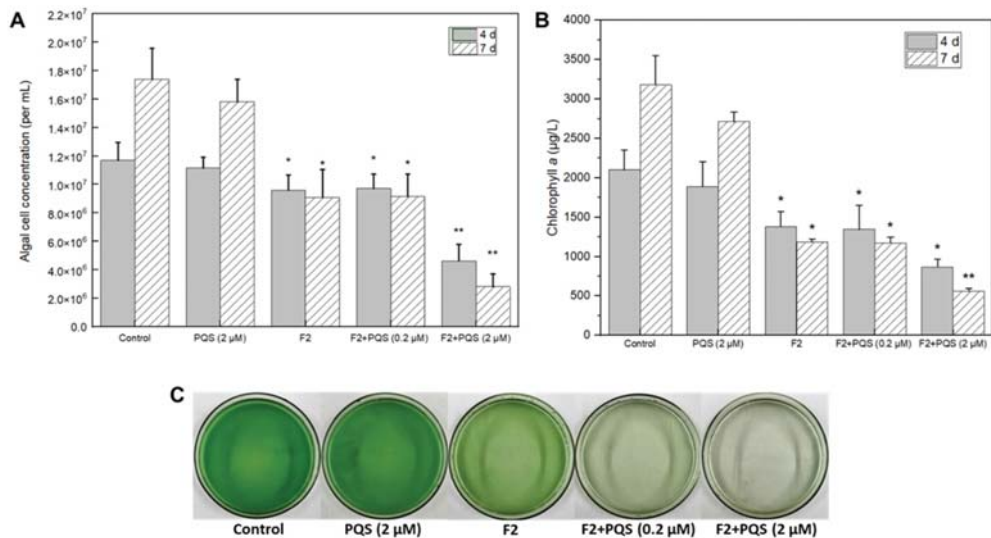 A
Algal cell concentration (per mL)
2.2×10⁷
2.0×10⁷
1.8×10⁷
1.6×10⁷
1.4×10⁷
1.2×10⁷
1.0×10⁷
8.0×10⁶
6.0×10⁶
4.0×10⁶
2.0×10⁶
0.0
4 d
7 d
* * * * ** **
Control PQS (2 μM) F2 F2+PQS (0.2 μM) F2+PQS (2 μM)
B
Chlorophyll a (μg/L)
4000
3500
3000
2500
2000
1500
1000
500
0
4 d
7 d
* * * * * **
Control PQS (2 μM) F2 F2+PQS (0.2 μM) F2+PQS (2 μM)
C
Control PQS (2 μM) F2 F2+PQS (0.2 μM) F2+PQS (2 μM)